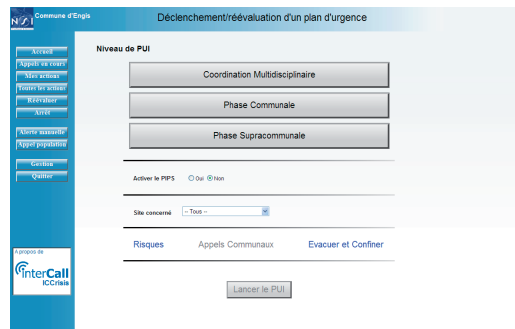 NSI Commune d'Engis
Déclenchement/réévaluation d'un plan d'urgence
Accueil
Appels en cours
Mes actions
Toutes les actions
Réévaluer
Arrêt
Alerte manuelle
Appel population
Gestion
Quitter
A propos de
interCall
ICCrisis
Niveau de PUI
Coordination Multidisciplinaire
Phase Communale
Phase Supracommunale
Activer le PIPS Oui Non
Site concerné -- Tous --
Risques Appels Communaux Evacuer et Confiner
Lancer le PUI